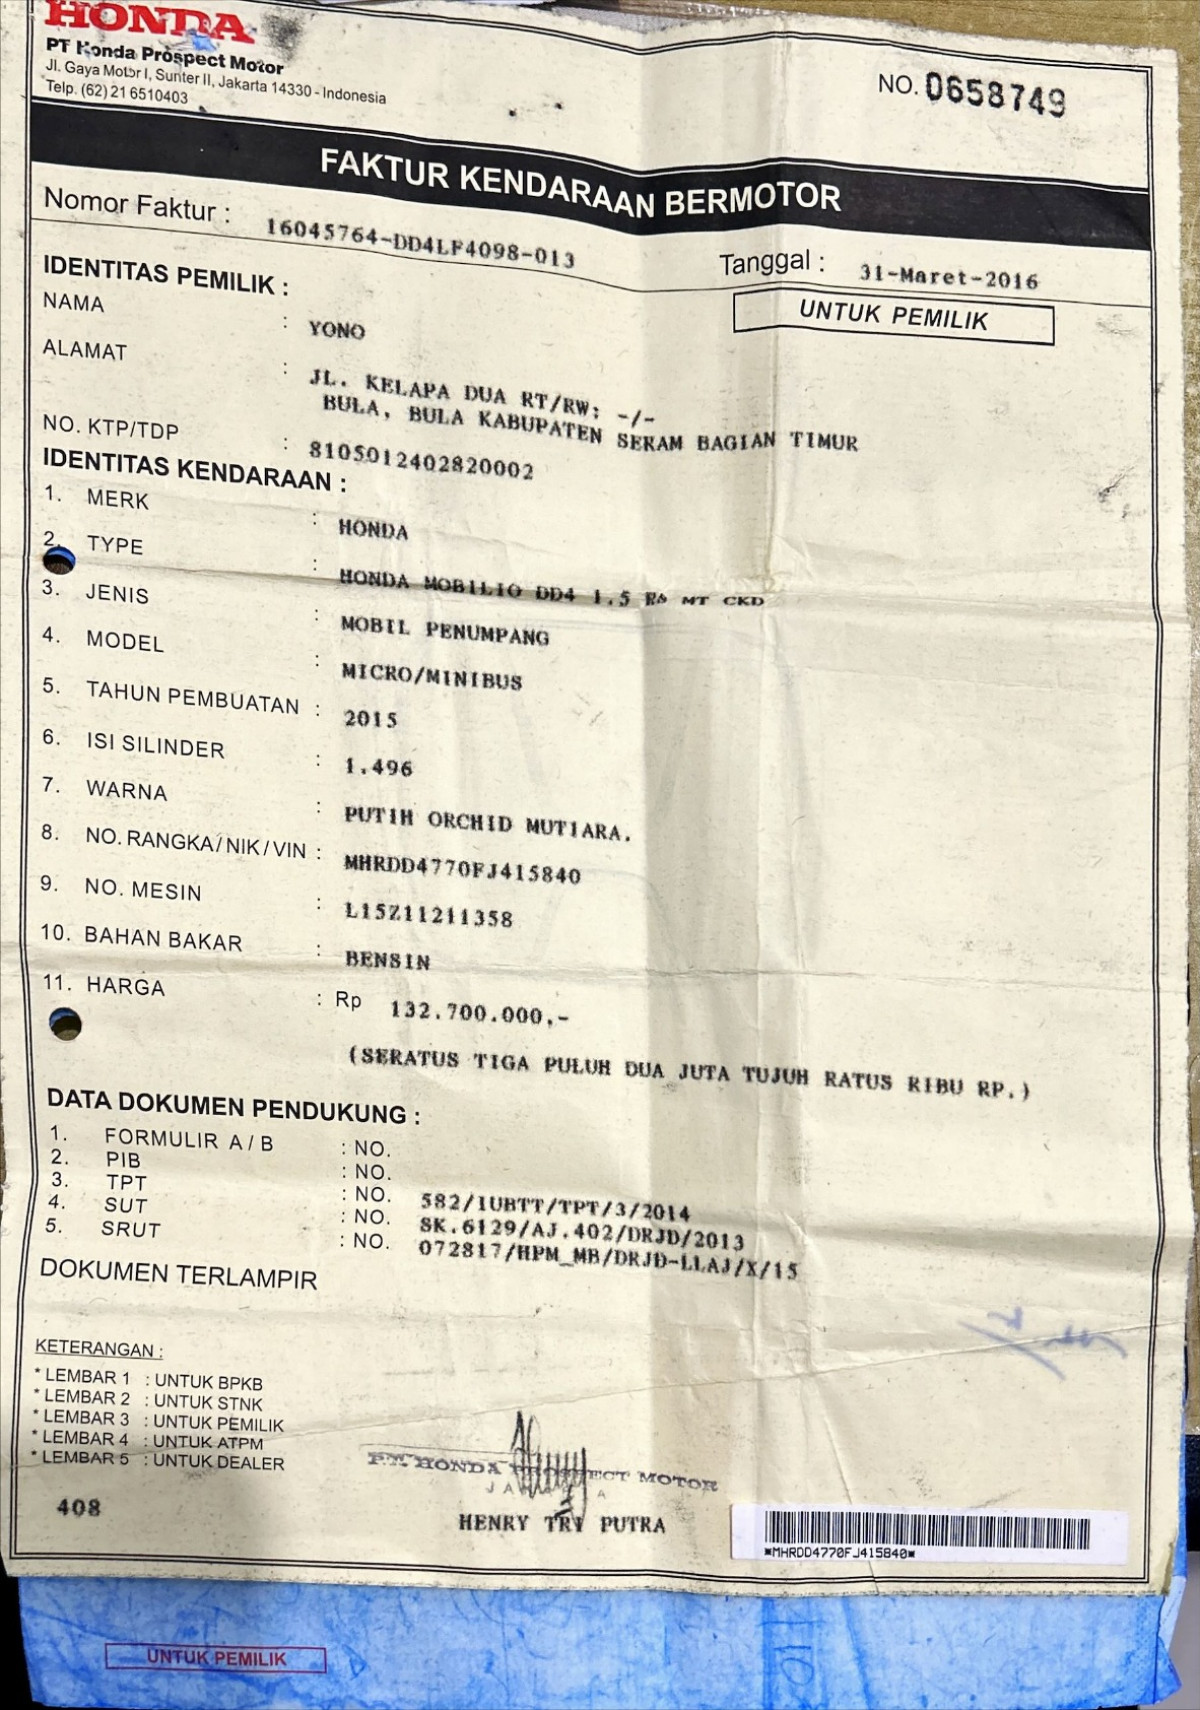 HONDA
PT Honda Prospect Motor
Jl. Gaya Motor I, Sunter II, Jakarta 14330 - Indonesia
Telp. (62) 21 6510403
NO. 0658749
FAKTUR KENDARAAN BERMOTOR
Nomor Faktur : 16045764-DD4LF4098-013
Tanggal : 31-Maret-2016
UNTUK PEMILIK
IDENTITAS PEMILIK :
NAMA : YONO
ALAMAT : JL. KELAPA DUA RT/RW: -/-
BULA, BULA KABUPATEN SERAM BAGIAN TIMUR
NO. KTP/TDP : 8105012402820002
IDENTITAS KENDARAAN :
1. MERK : HONDA
2. TYPE : HONDA MOBILIO DD4 1.5 MT CKD
3. JENIS : MOBIL PENUMPANG
4. MODEL : MICRO/MINIBUS
5. TAHUN PEMBUATAN : 2015
6. ISI SILINDER : 1.496
7. WARNA : PUTIH ORCHID MUTIARA.
8. NO. RANGKA / NIK / VIN : MHRDD4770FJ415840
9. NO. MESIN : L15Z11211358
10. BAHAN BAKAR : BENSIN
11. HARGA : Rp 132.700.000,-
(SERATUS TIGA PULUH DUA JUTA TUJUH RATUS RIBU RP.)
DATA DOKUMEN PENDUKUNG :
1. FORMULIR A / B : NO.
2. PIB : NO.
3. TPT : NO. 582/IUBTT/TPT/3/2014
4. SUT : NO. SK.6129/AJ.402/DRJD/2013
5. SRUT : NO. 072817/HPM_MB/DRJD-LLAJ/X/15
DOKUMEN TERLAMPIR
KETERANGAN :
* LEMBAR 1 : UNTUK BPKB
* LEMBAR 2 : UNTUK STNK
* LEMBAR 3 : UNTUK PEMILIK
* LEMBAR 4 : UNTUK ATPM
* LEMBAR 5 : UNTUK DEALER
PT. HONDA PROSPECT MOTOR
JAKARTA
408
HENRY TRY PUTRA
*MHRDD4770FJ415840*
UNTUK PEMILIK